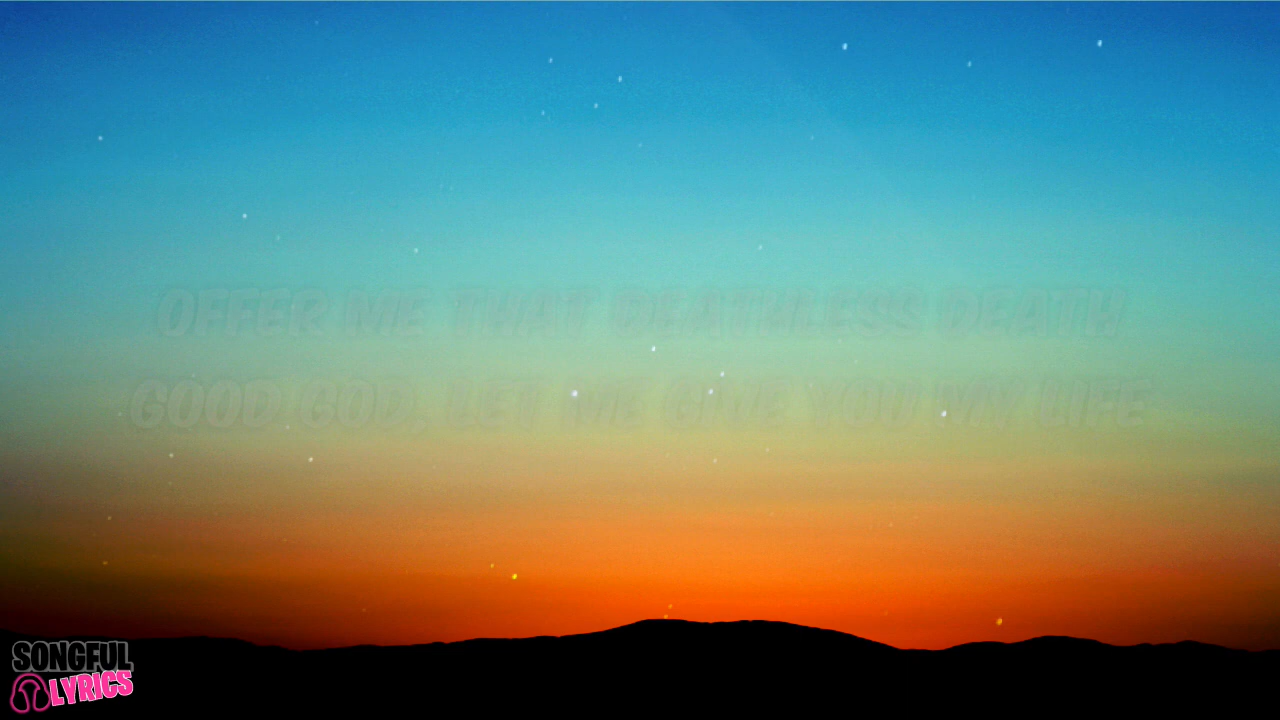 OFFER ME THAT DEATHLESS DEATH
GOOD GOD, LET ME GIVE YOU MY LIFE
SONGFUL
LYRICS